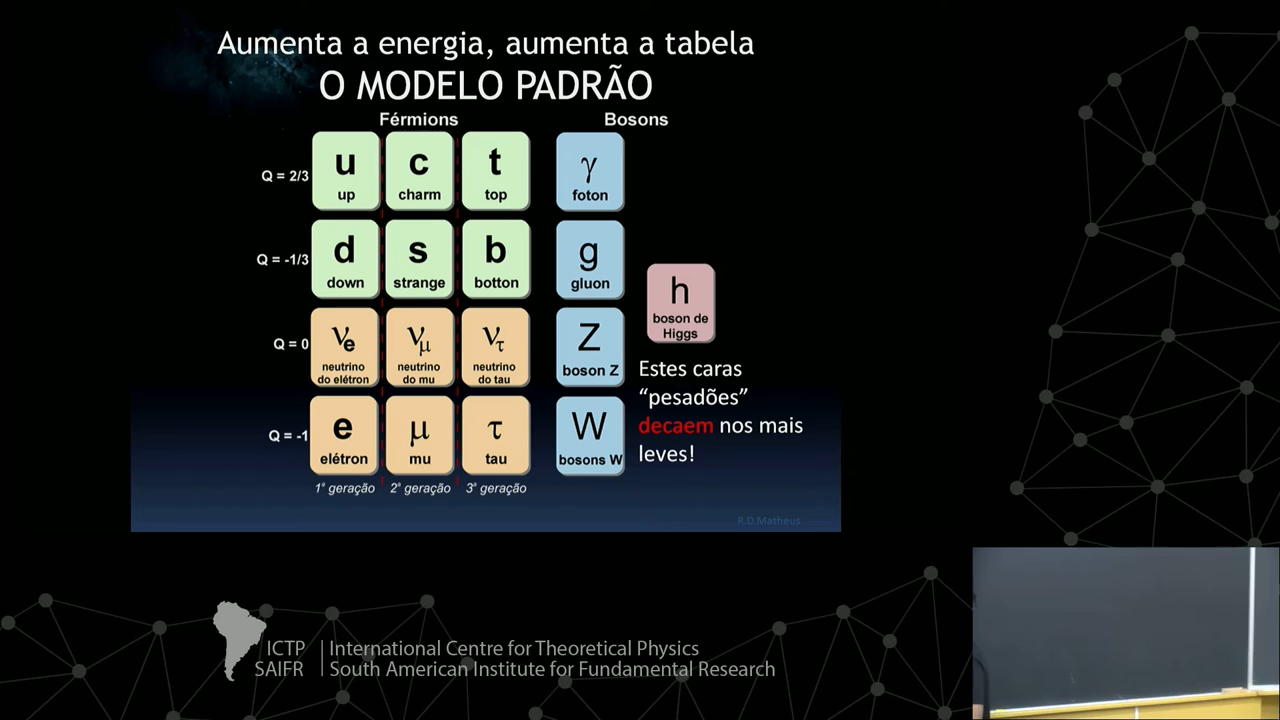 Aumenta a energia, aumenta a tabela
O MODELO PADRÃO
Férmions
Bosons
Q = 2/3
u
up
c
charm
t
top
γ
foton
Q = -1/3
d
down
s
strange
b
botton
g
gluon
h
boson de
Higgs
Q = 0
νe
neutrino
do elétron
νμ
neutrino
do mu
ντ
neutrino
do tau
Z
boson Z
Q = -1
e
elétron
μ
mu
τ
tau
W
bosons W
Estes caras
“pesadões”
decaem nos mais
leves!
1ª geração
2ª geração
3ª geração
R.D.Matheus
ICTP
SAIFR
International Centre for Theoretical Physics
South American Institute for Fundamental Research